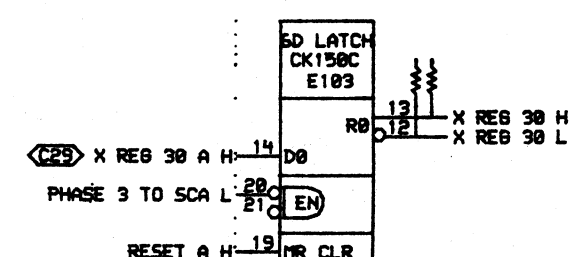 6D LATCH
CK150C
E103
13 X REG 30 H
R0
12 X REG 30 L
C29 X REG 30 A H 14 D0
PHASE 3 TO SCA L 20
21 EN
RESET A H 19 MR CLR